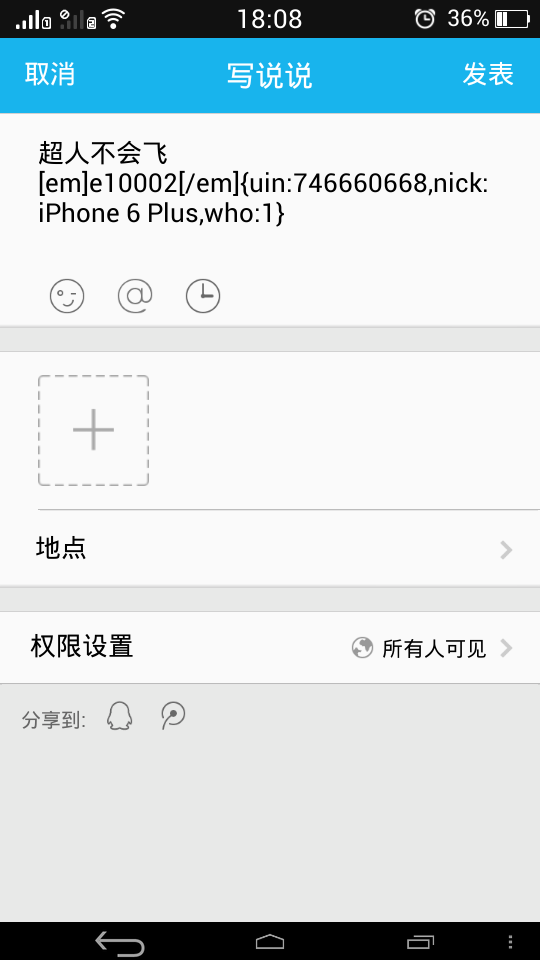 18:08
36%
取消
写说说
发表
超人不会飞
[em]e10002[/em]{uin:746660668,nick:
iPhone 6 Plus,who:1}
地点
权限设置
所有人可见
分享到: